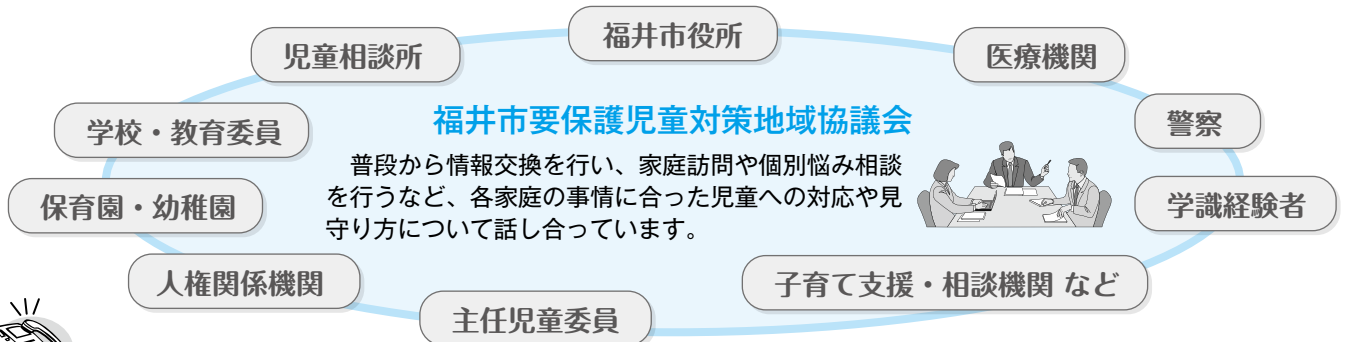 福井市役所
児童相談所
医療機関
福井市要保護児童対策地域協議会
学校・教育委員
警察
普段から情報交換を行い、家庭訪問や個別悩み相談
を行うなど、各家庭の事情に合った児童への対応や見
守り方について話し合っています。
保育園・幼稚園
学識経験者
人権関係機関
子育て支援・相談機関 など
主任児童委員